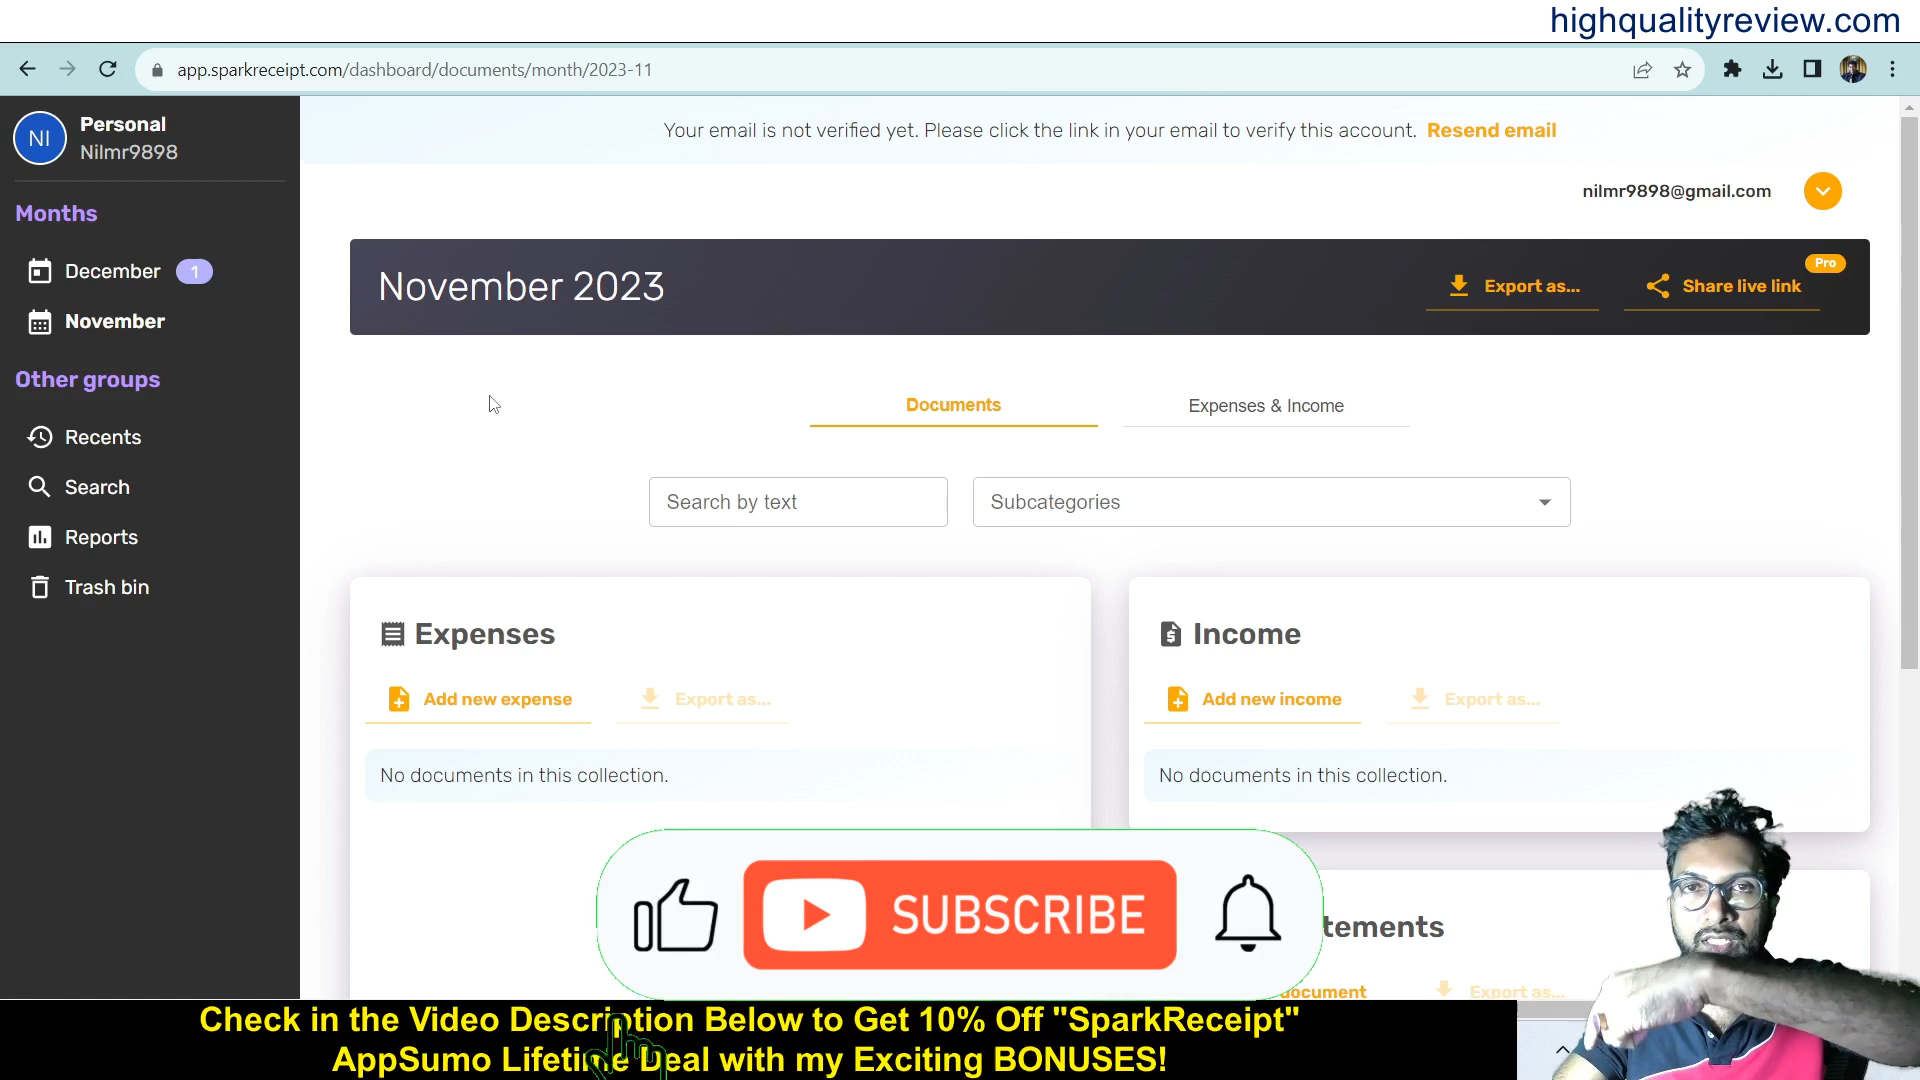 highqualityreview.com
app.sparkreceipt.com/dashboard/documents/month/2023-11
NI
Personal
Nilmr9898
Your email is not verified yet. Please click the link in your email to verify this account. Resend email
nilmr9898@gmail.com
Months
December 1
November
November 2023
Export as...
Share live link
Pro
Other groups
Recents
Search
Reports
Trash bin
Documents
Expenses & Income
Search by text
Subcategories
Expenses
Add new expense
Export as...
No documents in this collection.
Income
Add new income
Export as...
No documents in this collection.
SUBSCRIBE
tements
document
Export as...
Check in the Video Description Below to Get 10% Off "SparkReceipt"
AppSumo Lifetime Deal with my Exciting BONUSES!